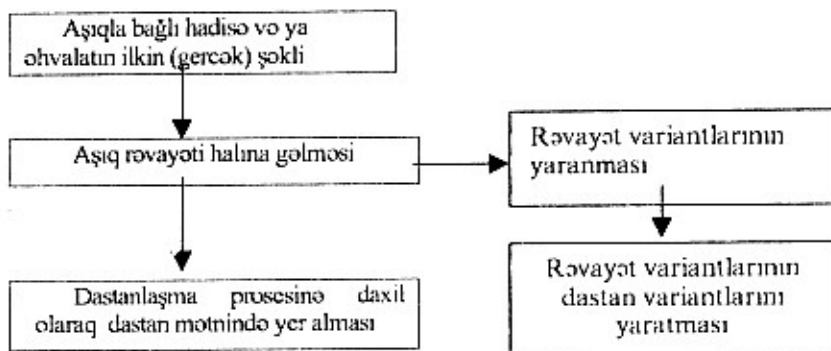 Aşıqla bağlı hadisə və ya
əhvalatın ilkin (gercək) şəkli
Aşıq rəvayəti halına gəlməsi
Rəvayət variantlarının
yaranması
Dastanlaşma prosesinə daxil
olaraq dastan mətnində yer alması
Rəvayət variantlarının
dastan variantlarını
yaratması